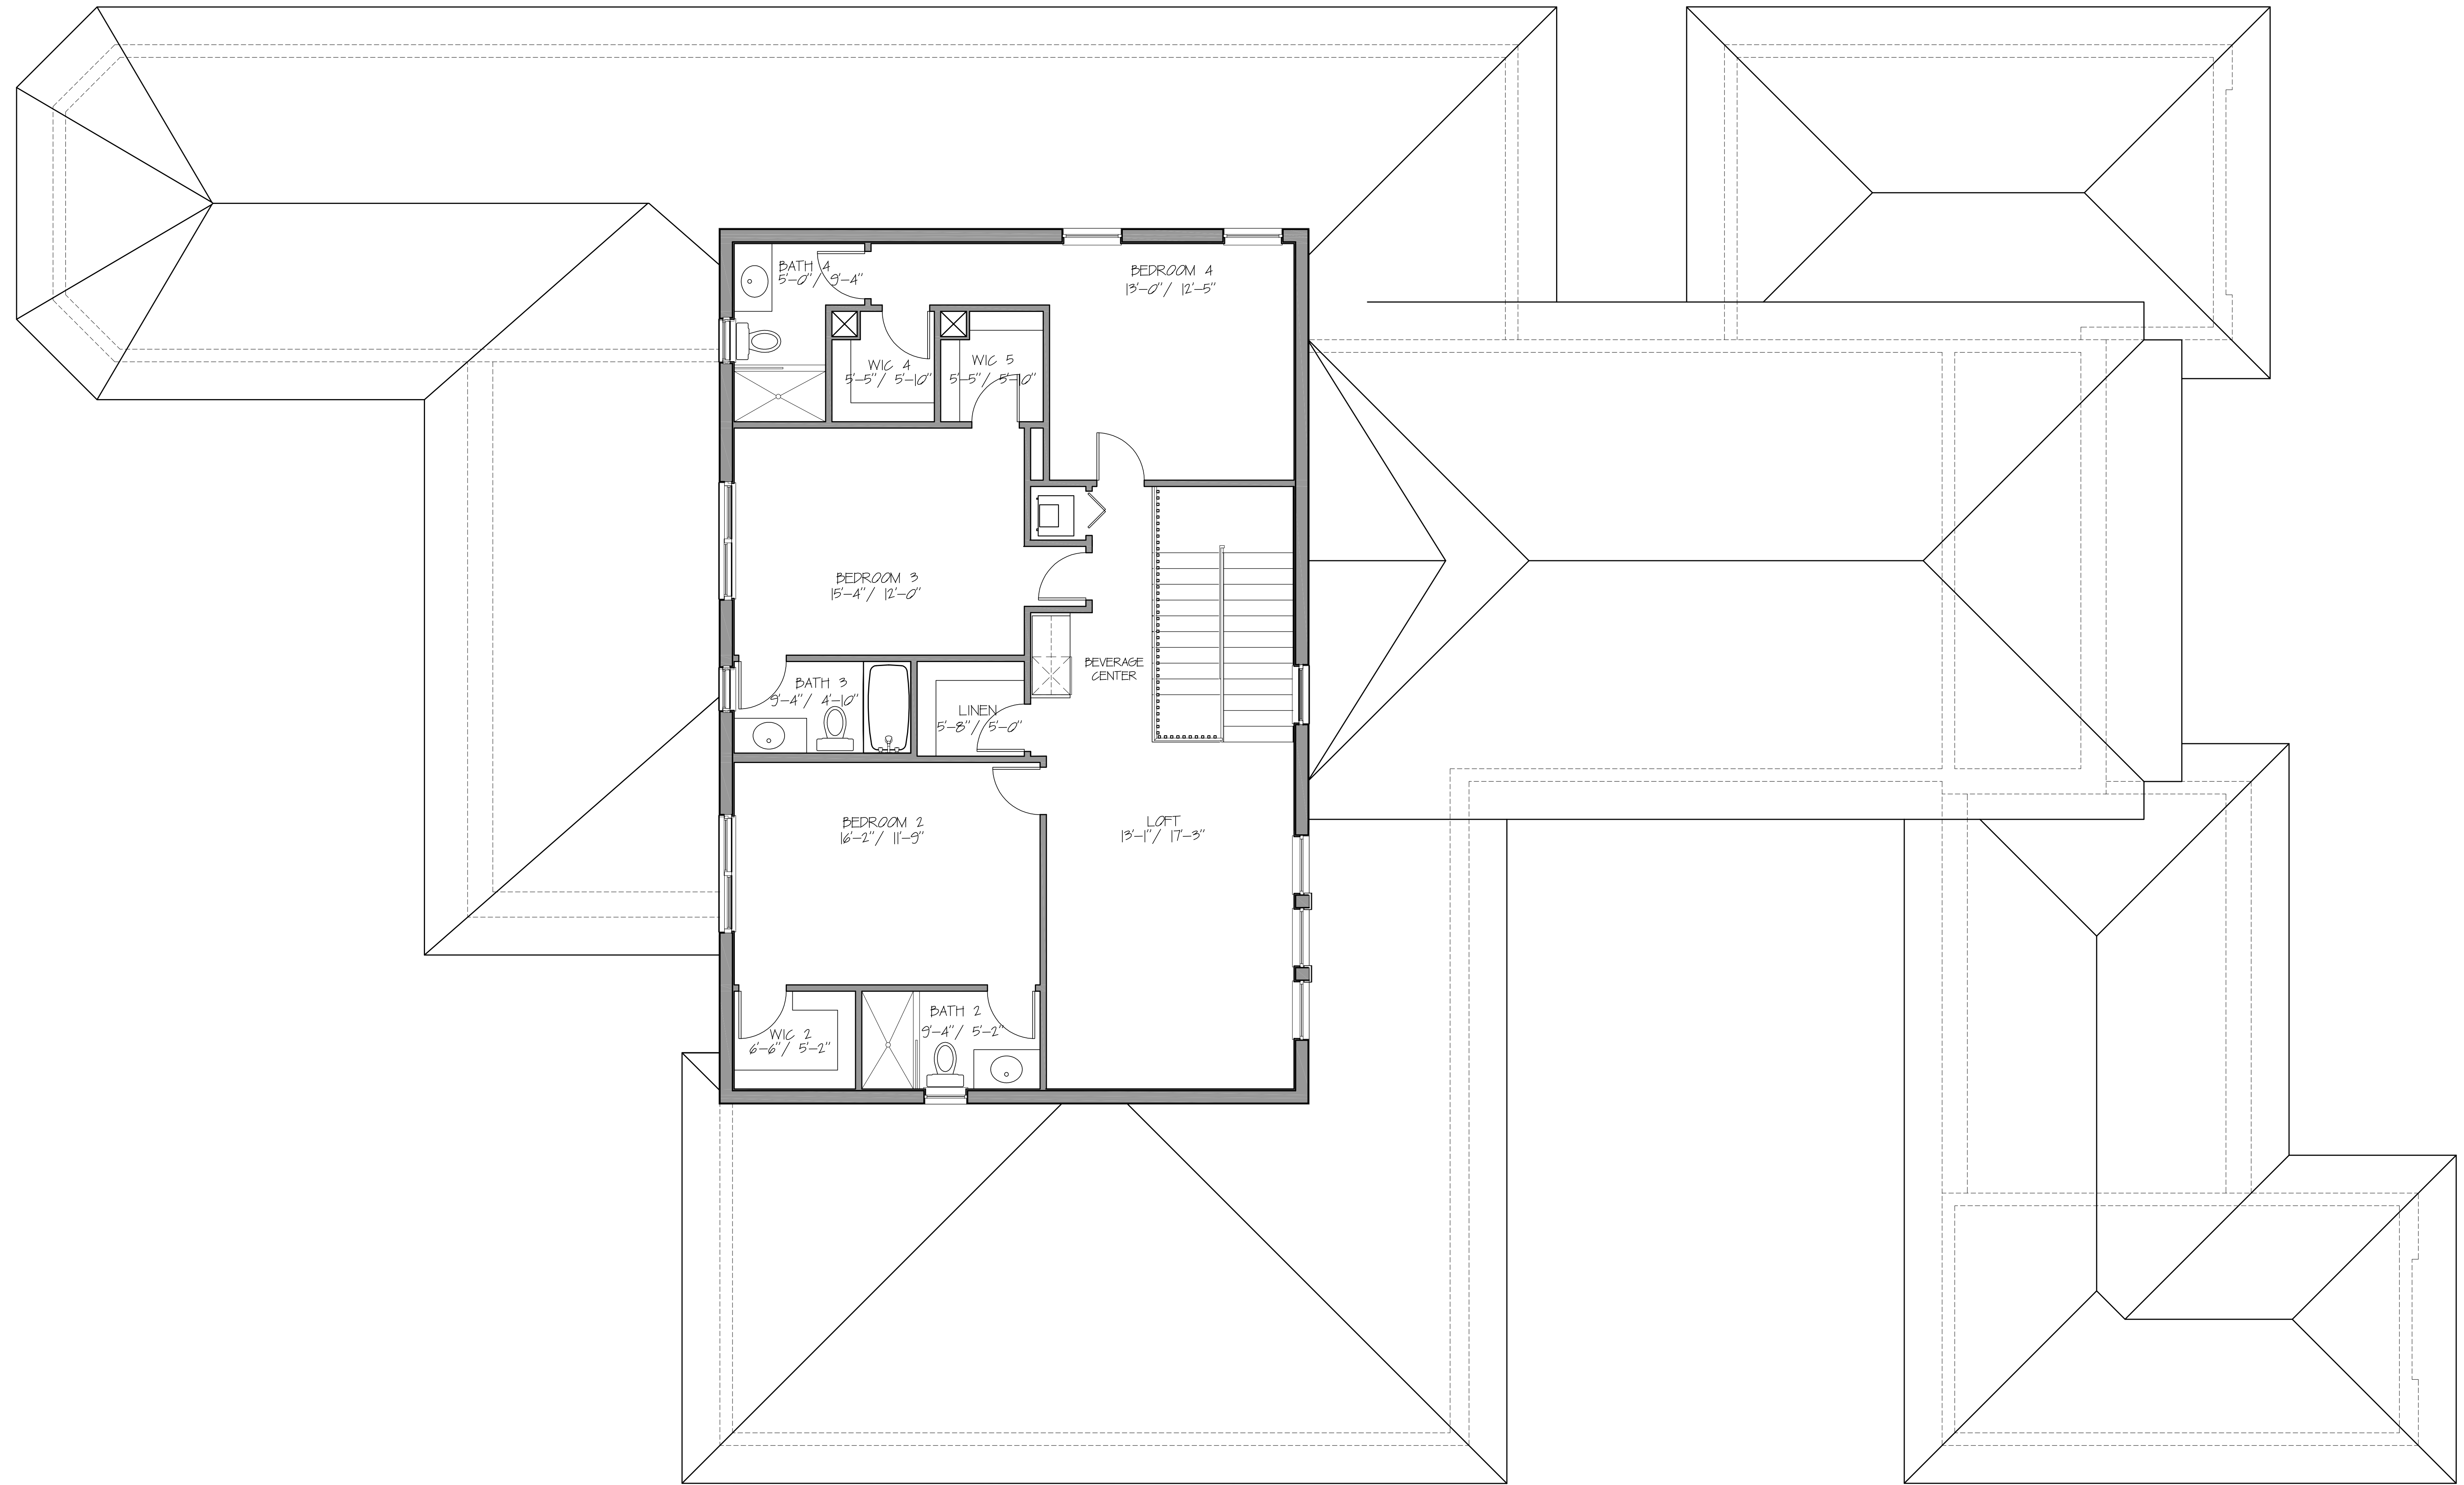 BATH 4
5'-0"/ 9'-4"
BEDROOM 4
13'-0"/ 12'-5"
WIC 4
5'-5"/ 5'-10"
WIC 5
5'-5"/ 5'-10"
BEDROOM 3
15'-4"/ 12'-0"
BEVERAGE
CENTER
BATH 3
9'-4"/ 4'-10"
LINEN
5'-8"/ 5'-0"
BEDROOM 2
16'-2"/ 11'-9"
LOFT
13'-1"/ 17'-3"
BATH 2
9'-4"/ 5'-2"
WIC 2
6'-6"/ 5'-2"